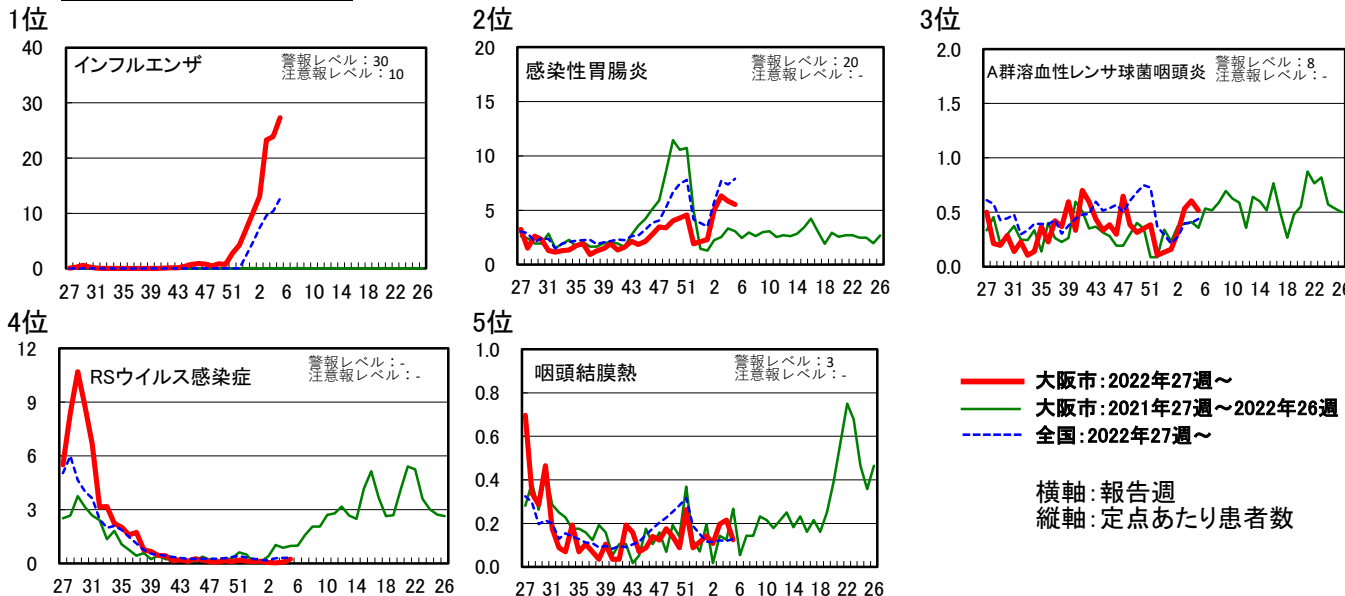 1位
インフルエンザ
警報レベル：30
注意報レベル：10
40
30
20
10
0
27 31 35 39 43 47 51 2 6 10 14 18 22 26
2位
感染性胃腸炎
警報レベル：20
注意報レベル：-
20
15
10
5
0
27 31 35 39 43 47 51 2 6 10 14 18 22 26
3位
A群溶血性レンサ球菌咽頭炎
警報レベル：8
注意報レベル：-
2.0
1.5
1.0
0.5
0.0
27 31 35 39 43 47 51 2 6 10 14 18 22 26
4位
RSウイルス感染症
警報レベル：-
注意報レベル：-
12
9
6
3
0
27 31 35 39 43 47 51 2 6 10 14 18 22 26
5位
咽頭結膜熱
警報レベル：3
注意報レベル：-
1.0
0.8
0.6
0.4
0.2
0.0
27 31 35 39 43 47 51 2 6 10 14 18 22 26
大阪市：2022年27週～
大阪市：2021年27週～2022年26週
全国：2022年27週～
横軸：報告週
縦軸：定点あたり患者数